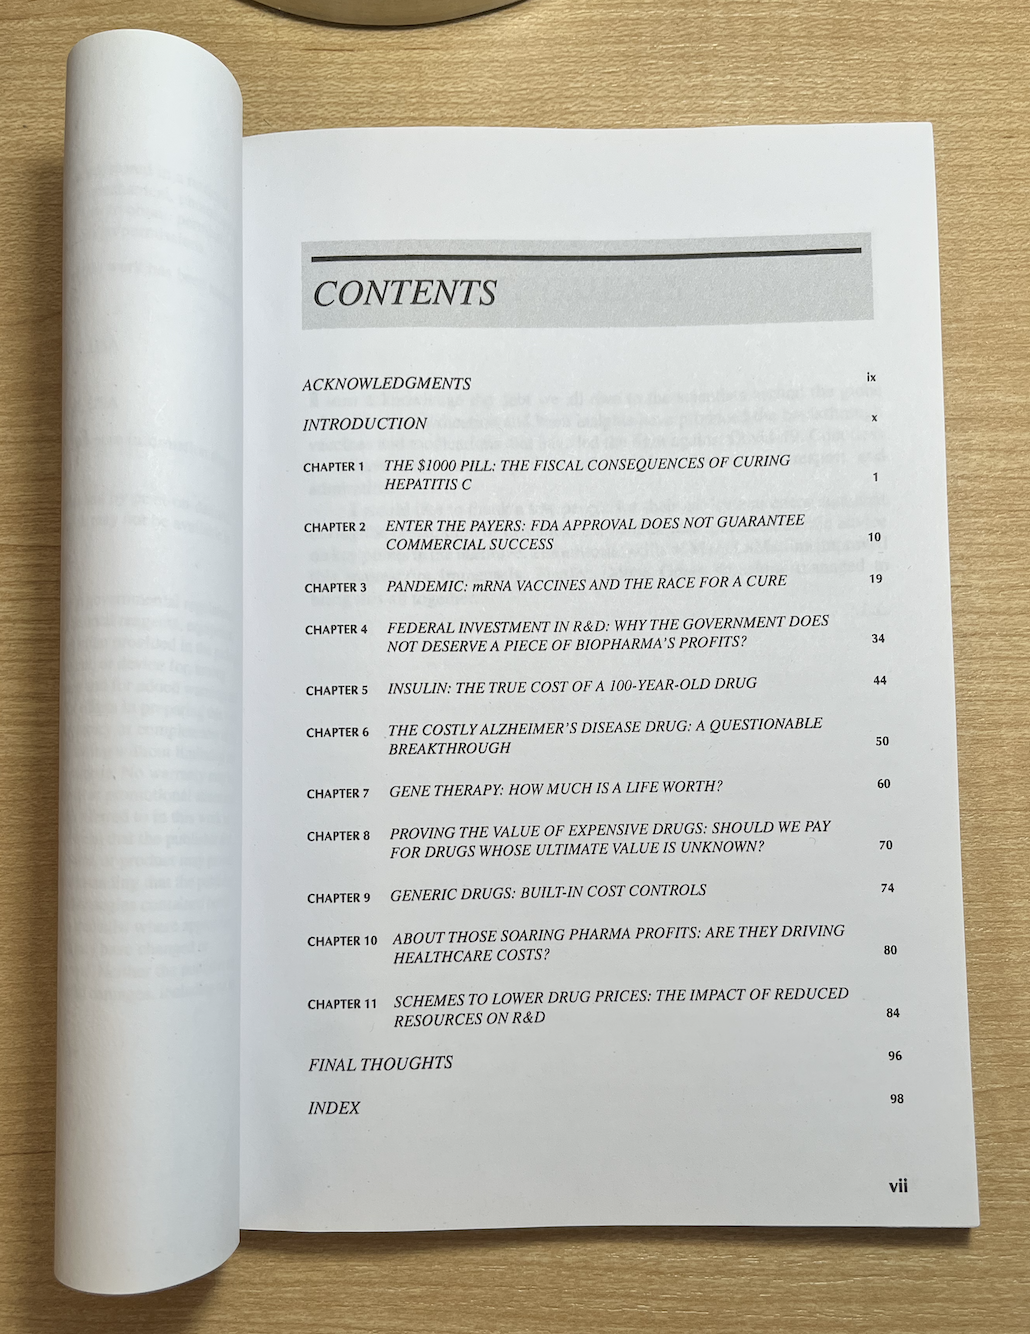 CONTENTS
ACKNOWLEDGMENTS ix
INTRODUCTION x
CHAPTER 1 THE $1000 PILL: THE FISCAL CONSEQUENCES OF CURING
HEPATITIS C 1
CHAPTER 2 ENTER THE PAYERS: FDA APPROVAL DOES NOT GUARANTEE
COMMERCIAL SUCCESS 10
CHAPTER 3 PANDEMIC: mRNA VACCINES AND THE RACE FOR A CURE 19
CHAPTER 4 FEDERAL INVESTMENT IN R&D: WHY THE GOVERNMENT DOES
NOT DESERVE A PIECE OF BIOPHARMA'S PROFITS? 34
CHAPTER 5 INSULIN: THE TRUE COST OF A 100-YEAR-OLD DRUG 44
CHAPTER 6 THE COSTLY ALZHEIMER'S DISEASE DRUG: A QUESTIONABLE
BREAKTHROUGH 50
CHAPTER 7 GENE THERAPY: HOW MUCH IS A LIFE WORTH? 60
CHAPTER 8 PROVING THE VALUE OF EXPENSIVE DRUGS: SHOULD WE PAY
FOR DRUGS WHOSE ULTIMATE VALUE IS UNKNOWN? 70
CHAPTER 9 GENERIC DRUGS: BUILT-IN COST CONTROLS 74
CHAPTER 10 ABOUT THOSE SOARING PHARMA PROFITS: ARE THEY DRIVING
HEALTHCARE COSTS? 80
CHAPTER 11 SCHEMES TO LOWER DRUG PRICES: THE IMPACT OF REDUCED
RESOURCES ON R&D 84
FINAL THOUGHTS 96
INDEX 98
vii